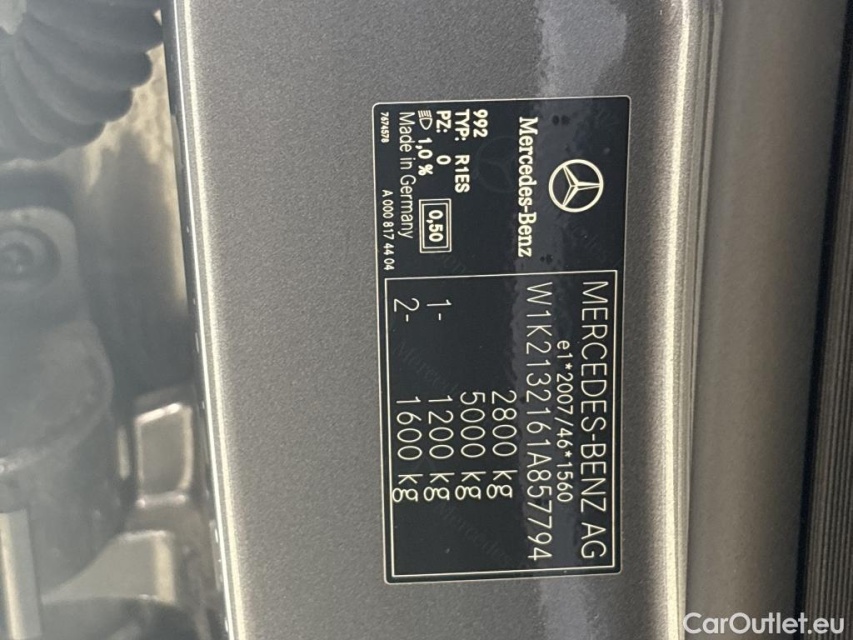 Mercedes-Benz
992
TYP: R1ES
PZ: 0
1,0 %
0,50
Made in Germany
7674578
A 000 817 44 04
MERCEDES-BENZ AG
e1*2007/46*1560
W1K2132161A857794
2800 kg
5000 kg
1- 1200 kg
2- 1600 kg
CarOutlet.eu